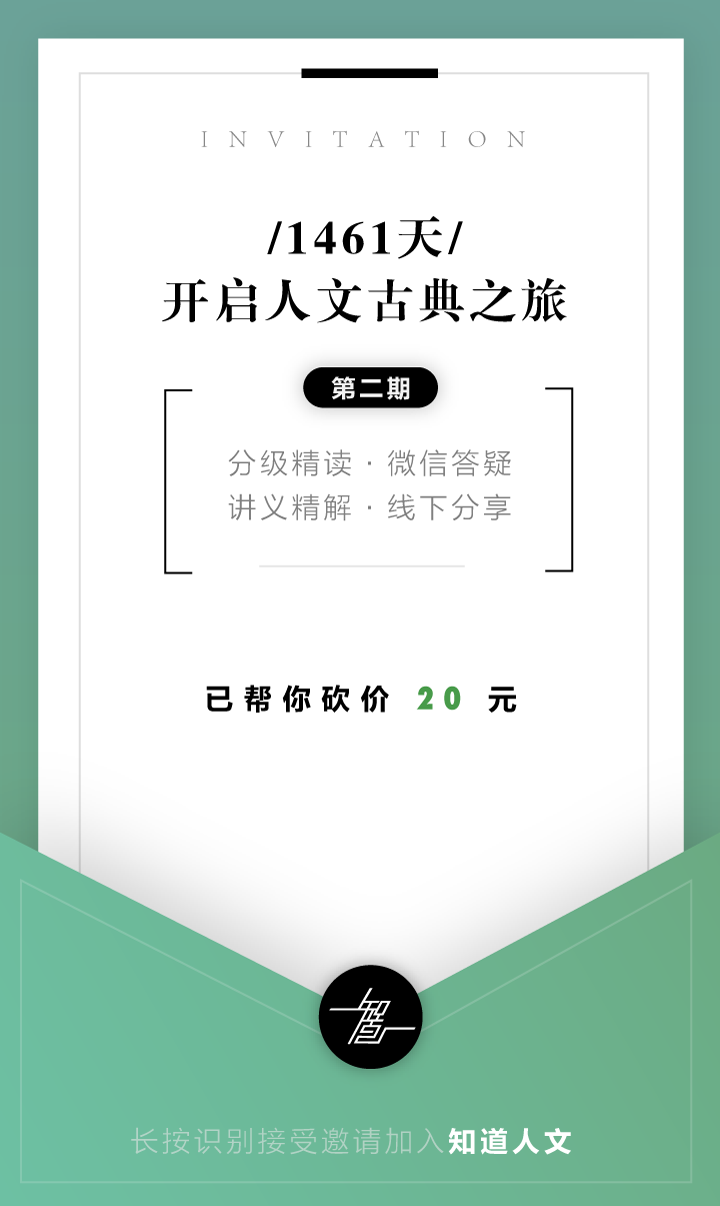 INVITATION
/1461天/
开启人文古典之旅
第二期
分级精读 · 微信答疑
讲义精解 · 线下分享
已帮你砍价 20 元
智
长按识别接受邀请加入知道人文